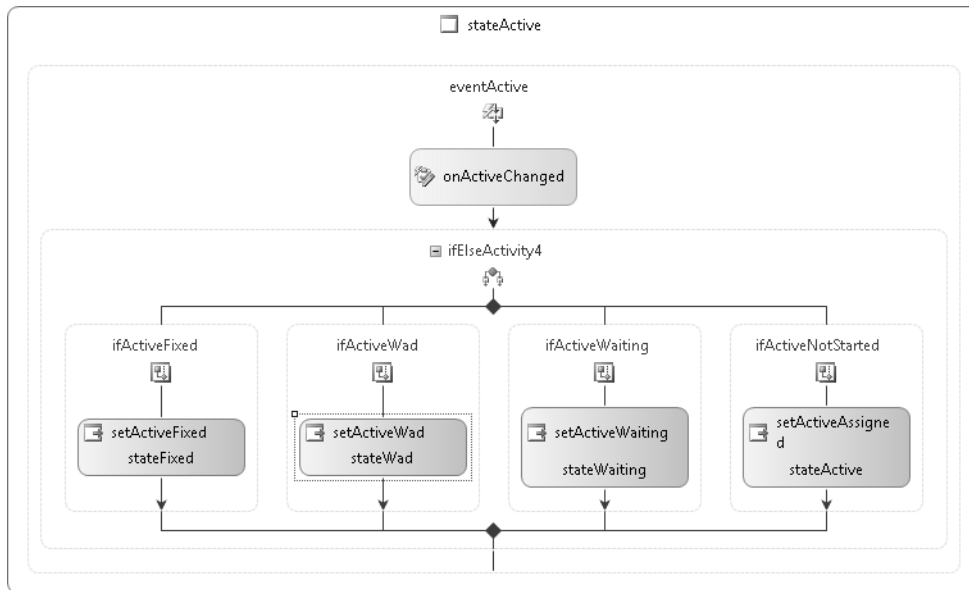 stateActive
eventActive
onActiveChanged
ifElseActivity4
ifActiveFixed
ifActiveWad
ifActiveWaiting
ifActiveNotStarted
setActiveFixed
stateFixed
setActiveWad
stateWad
setActiveWaiting
stateWaiting
setActiveAssigne
d
stateActive